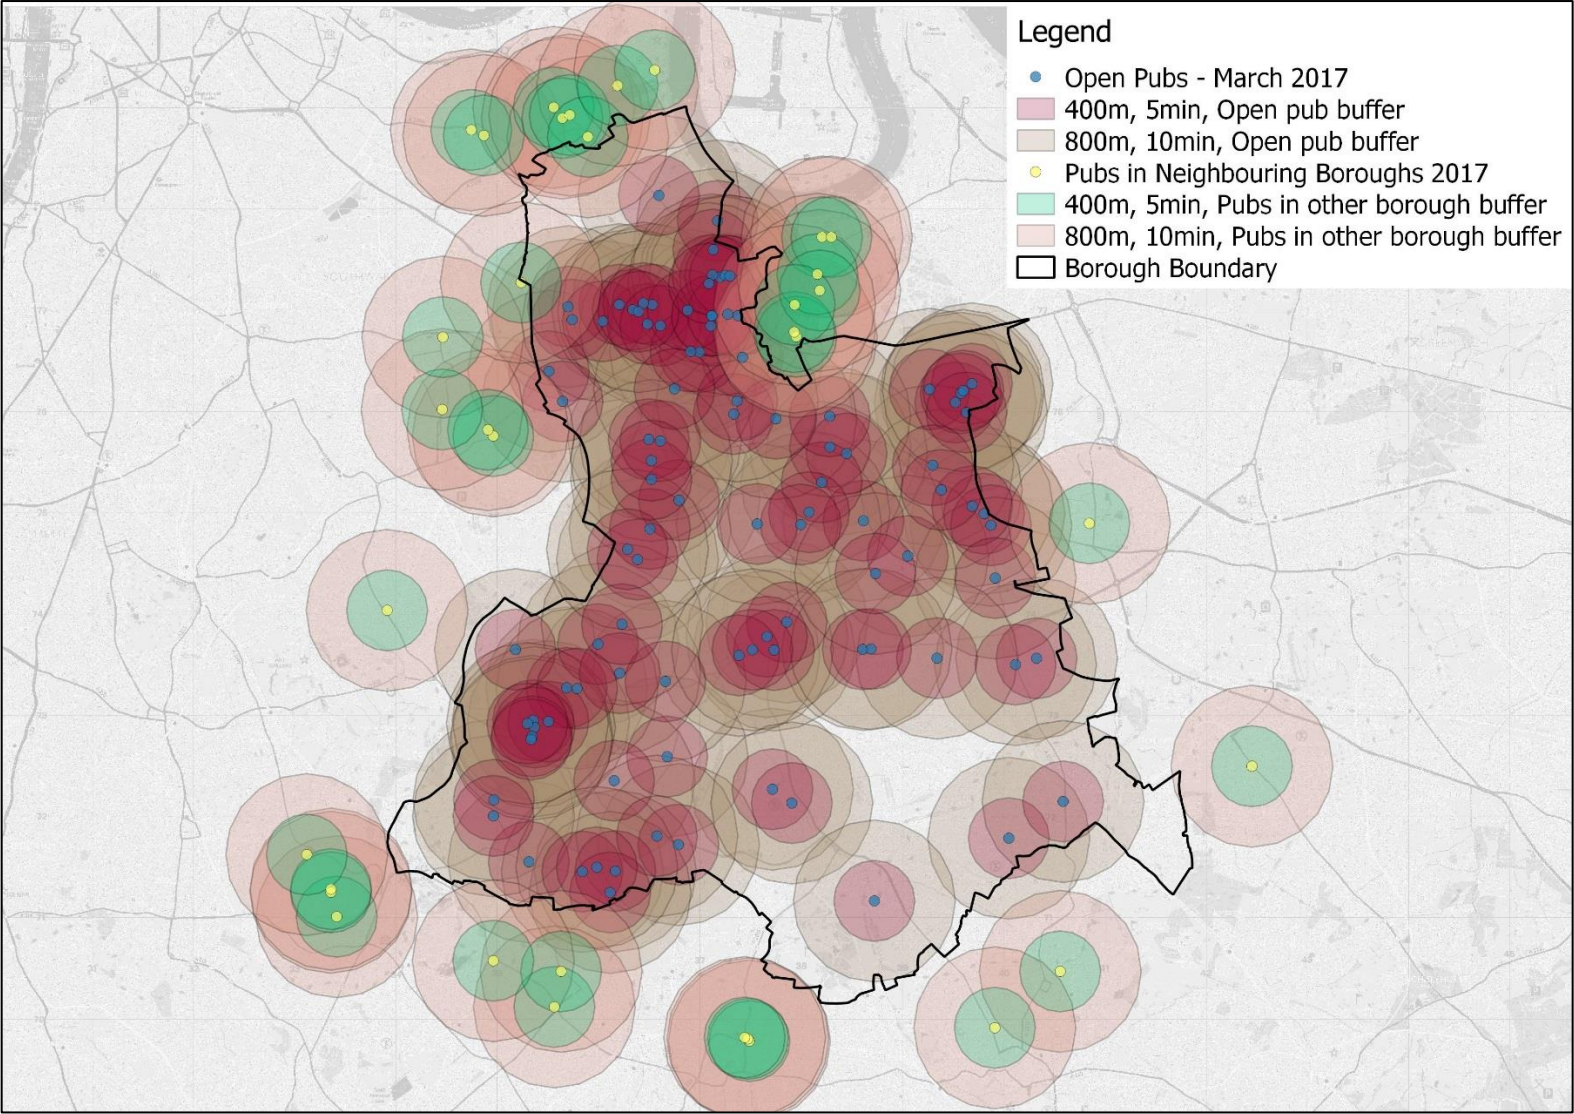 Legend
Open Pubs - March 2017
400m, 5min, Open pub buffer
800m, 10min, Open pub buffer
Pubs in Neighbouring Boroughs 2017
400m, 5min, Pubs in other borough buffer
800m, 10min, Pubs in other borough buffer
Borough Boundary